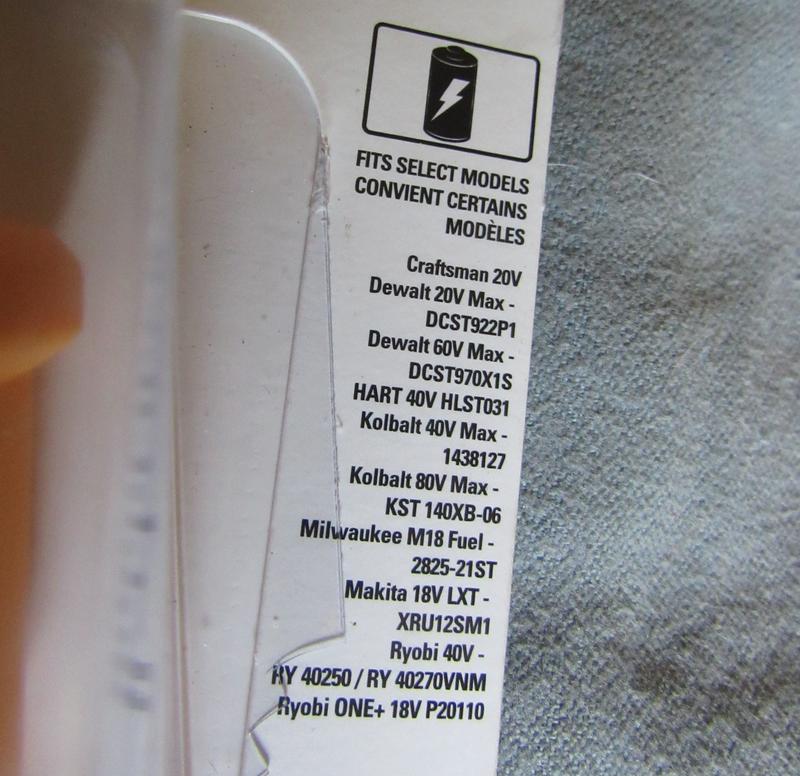 FITS SELECT MODELS
CONVIENT CERTAINS
MODÈLES
Craftsman 20V
Dewalt 20V Max -
DCST922P1
Dewalt 60V Max -
DCST970X1S
HART 40V HLST031
Kolbalt 40V Max -
1438127
Kolbalt 80V Max -
KST 140XB-06
Milwaukee M18 Fuel -
2825-21ST
Makita 18V LXT -
XRU12SM1
Ryobi 40V -
RY 40250 / RY 40270VNM
Ryobi ONE+ 18V P20110